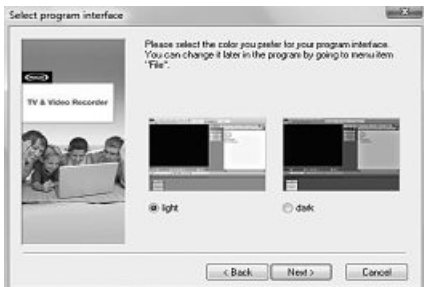 Select program interface
Please select the color you prefer for your program interface.
You can change it later in the program by going to menu item
"File".
TV & Video Recorder
light
dark
< Back
Next >
Cancel